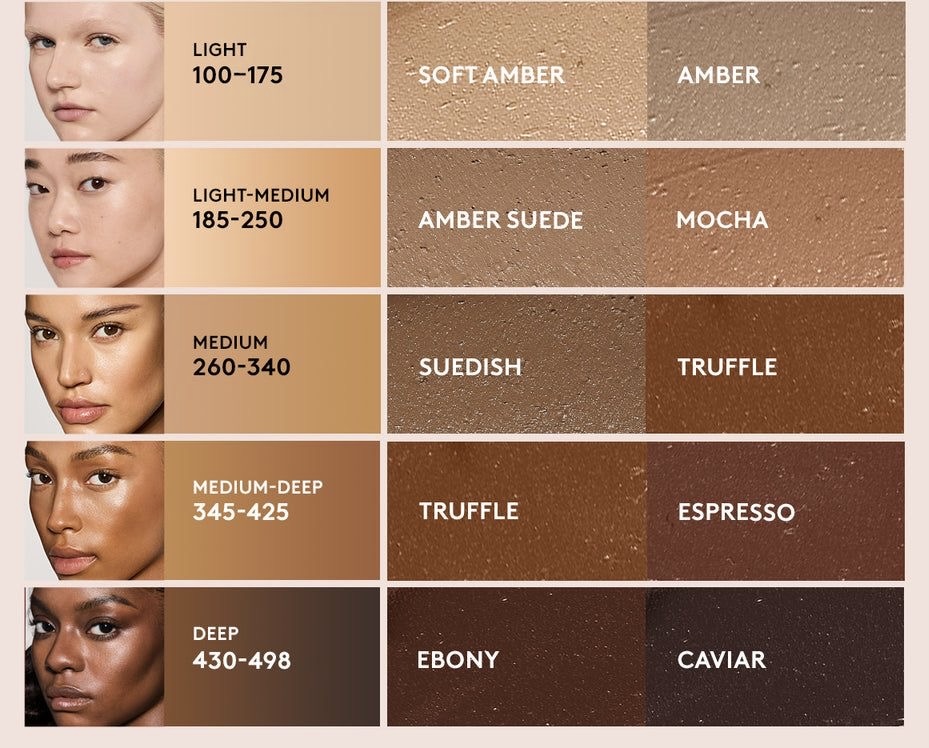 LIGHT
100–175
SOFT AMBER
AMBER
LIGHT-MEDIUM
185-250
AMBER SUEDE
MOCHA
MEDIUM
260-340
SUEDISH
TRUFFLE
MEDIUM-DEEP
345-425
TRUFFLE
ESPRESSO
DEEP
430-498
EBONY
CAVIAR